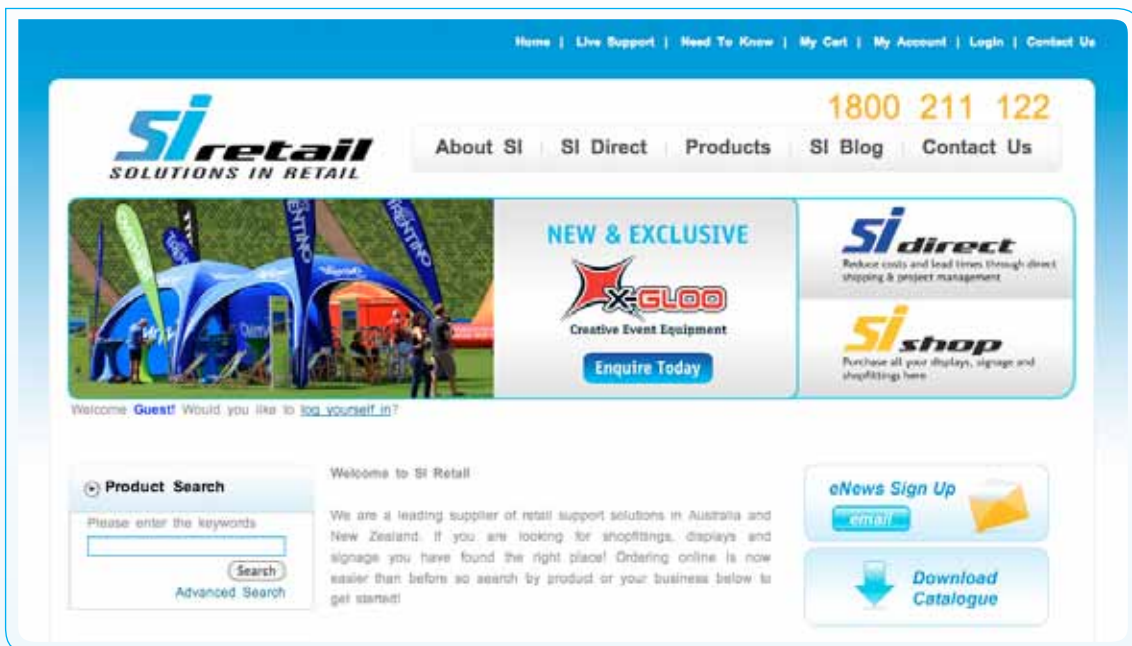 Home | Live Support | Need To Know | My Cart | My Account | Login | Contact Us
1800 211 122
SI retail
SOLUTIONS IN RETAIL
About SI | SI Direct | Products | SI Blog | Contact Us
TRENTINO
TRENTINO
NEW & EXCLUSIVE
X-GLOO
Creative Event Equipment
Enquire Today
SI direct
Reduce costs and lead times through direct
shipping & project management
SI shop
Purchase all your displays, signage and
shopfittings here
Welcome Guest! Would you like to log yourself in?
Product Search
Please enter the keywords
Search
Advanced Search
Welcome to SI Retail
We are a leading supplier of retail support solutions in Australia and
New Zealand. If you are looking for shopfittings, displays and
signage you have found the right place! Ordering online is now
easier than before so search by product or your business below to
get started!
eNews Sign Up
email
Download
Catalogue